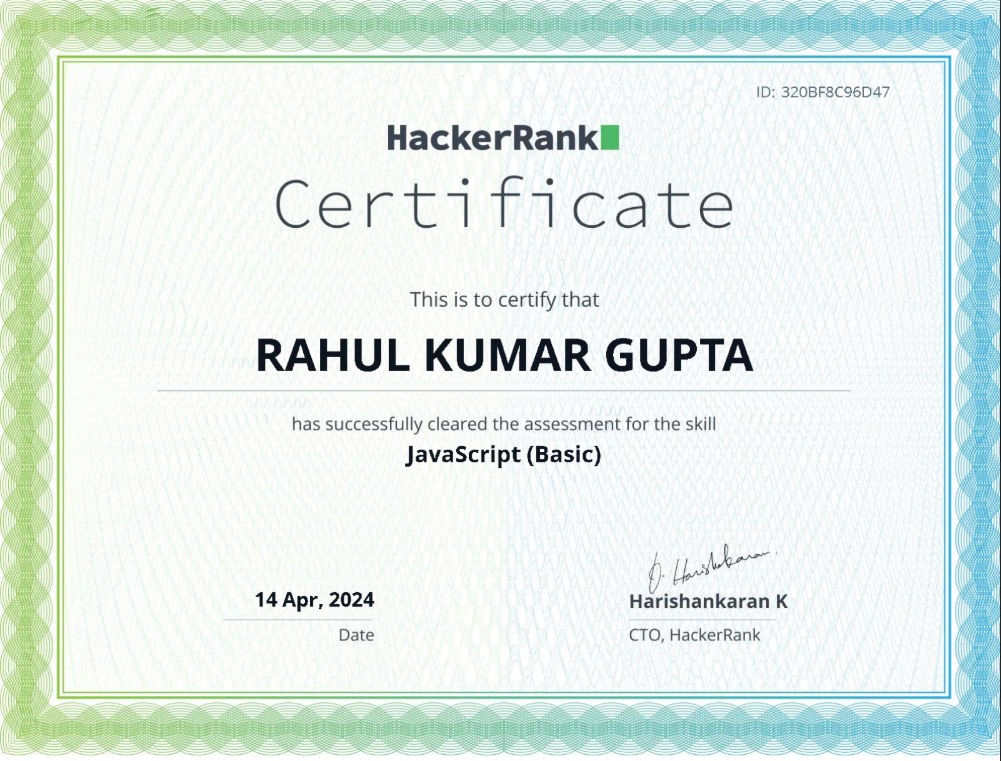 ID: 320BF8C96D47
HackerRank
Certificate
This is to certify that
RAHUL KUMAR GUPTA
has successfully cleared the assessment for the skill
JavaScript (Basic)
14 Apr, 2024
Date
Harishankaran K
CTO, HackerRank